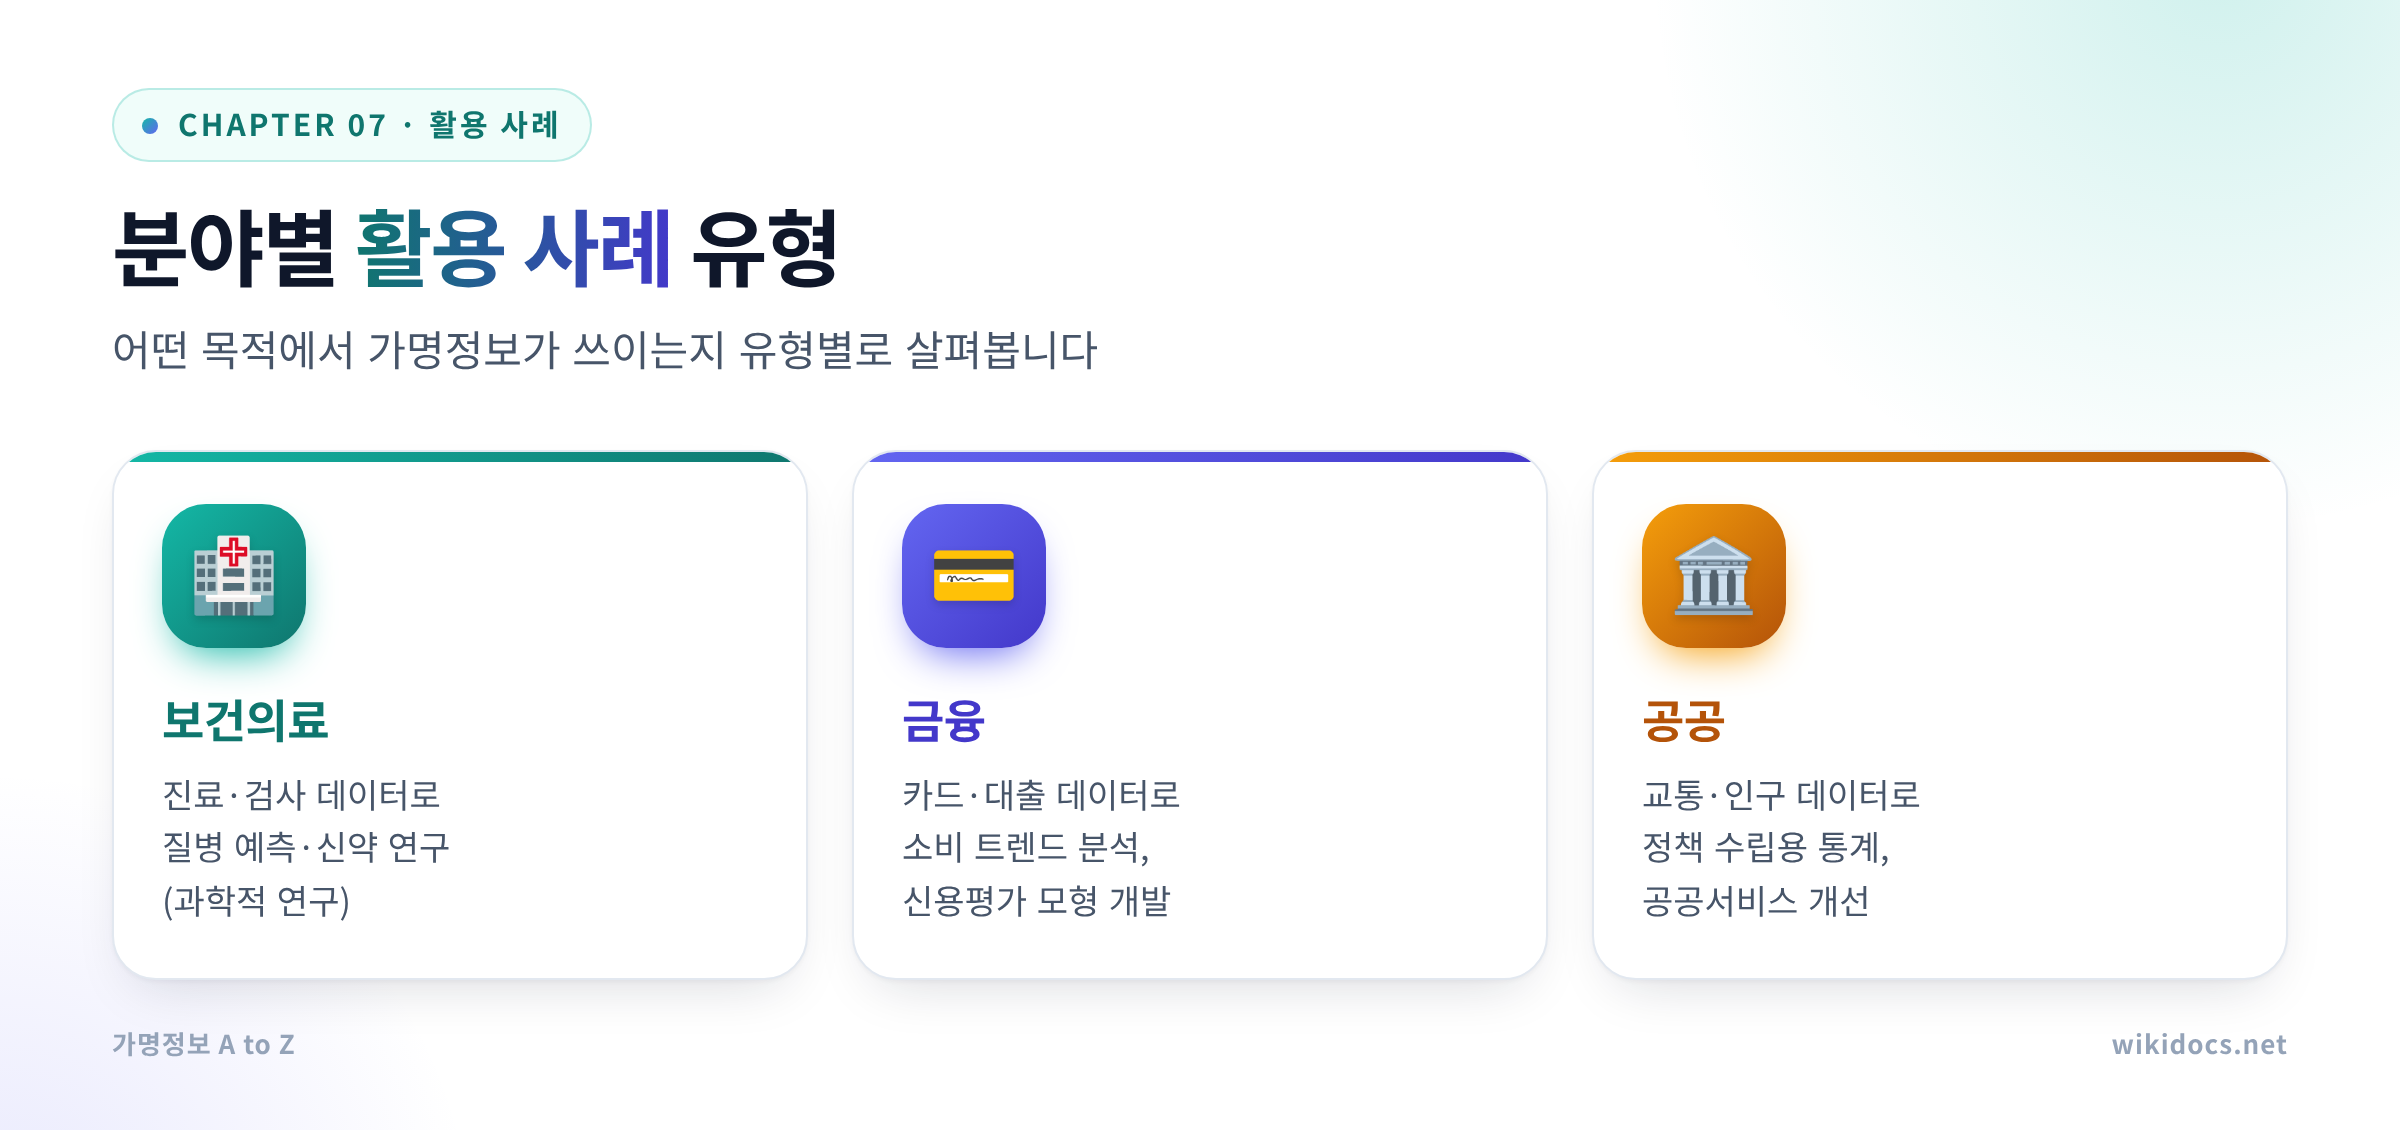 CHAPTER 07 · 활용 사례
분야별 활용 사례 유형
어떤 목적에서 가명정보가 쓰이는지 유형별로 살펴봅니다
보건의료
진료·검사 데이터로
질병 예측·신약 연구
(과학적 연구)
금융
카드·대출 데이터로
소비 트렌드 분석,
신용평가 모형 개발
공공
교통·인구 데이터로
정책 수립용 통계,
공공서비스 개선
가명정보 A to Z
wikidocs.net